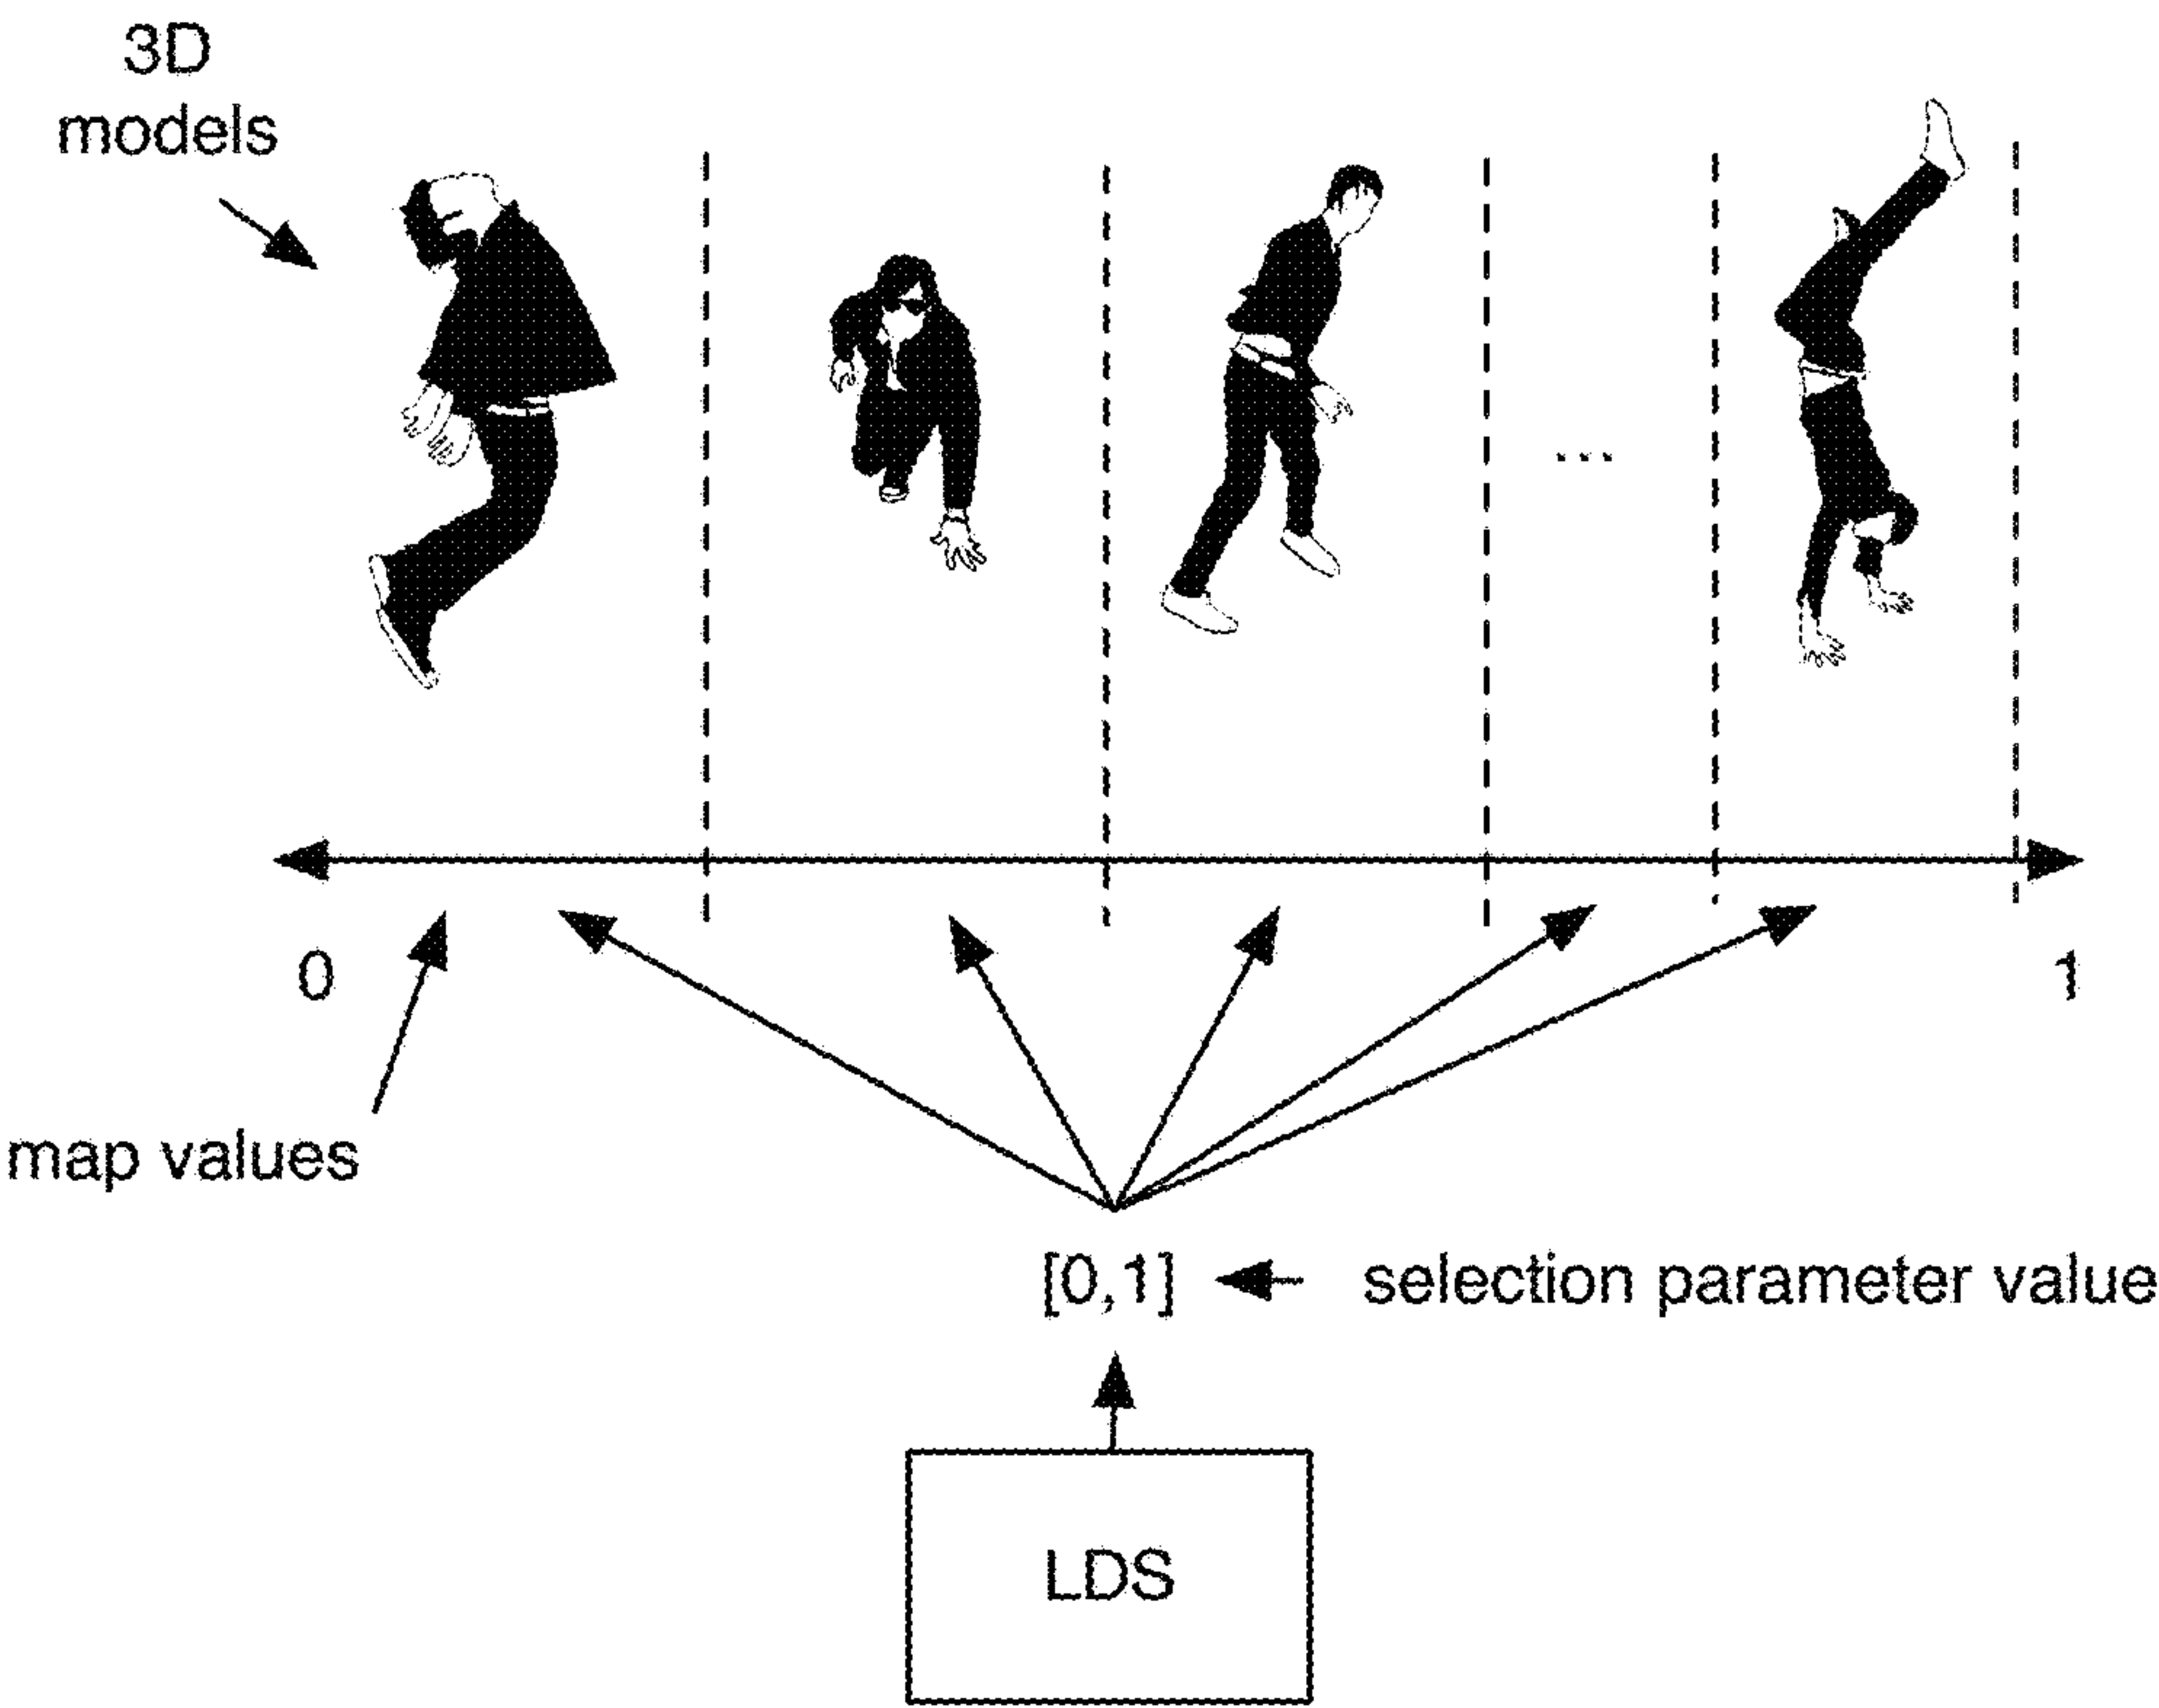 3D
models
...
0
1
map values
[0,1]
selection parameter value
LDS